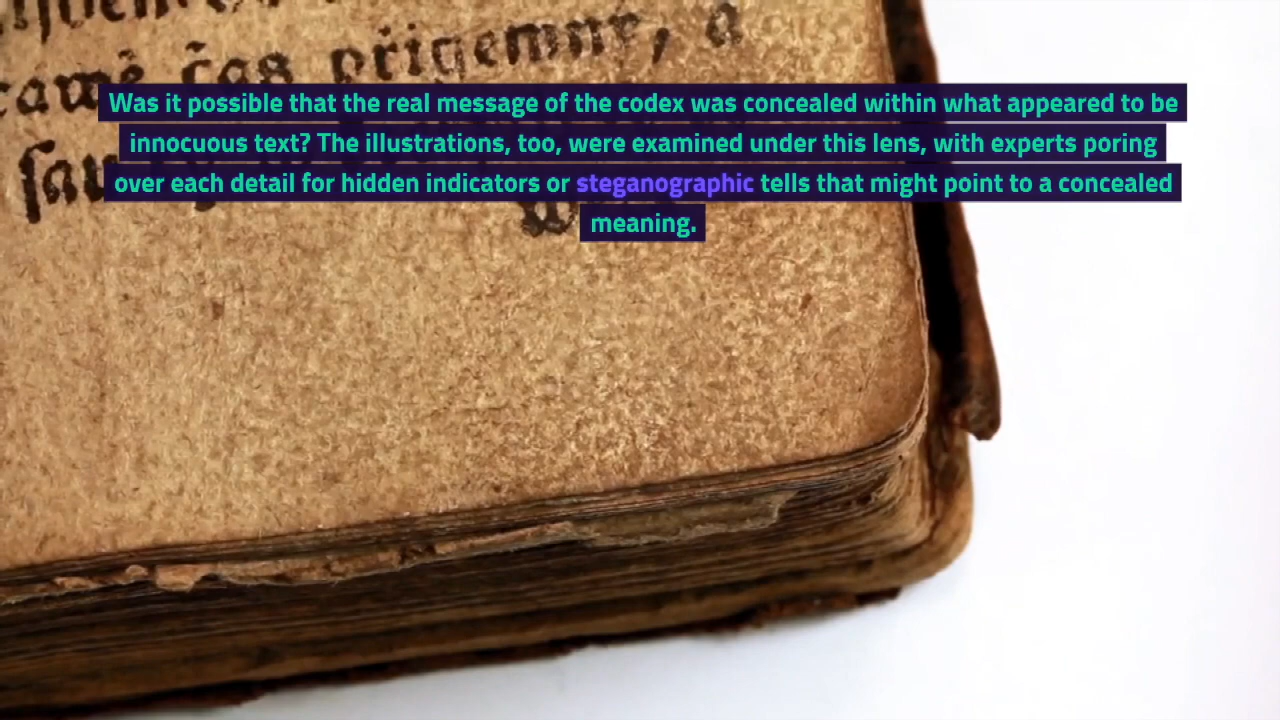 a
čas přigemný, a
Was it possible that the real message of the codex was concealed within what appeared to be
innocuous text? The illustrations, too, were examined under this lens, with experts poring
over each detail for hidden indicators or steganographic tells that might point to a concealed
meaning.